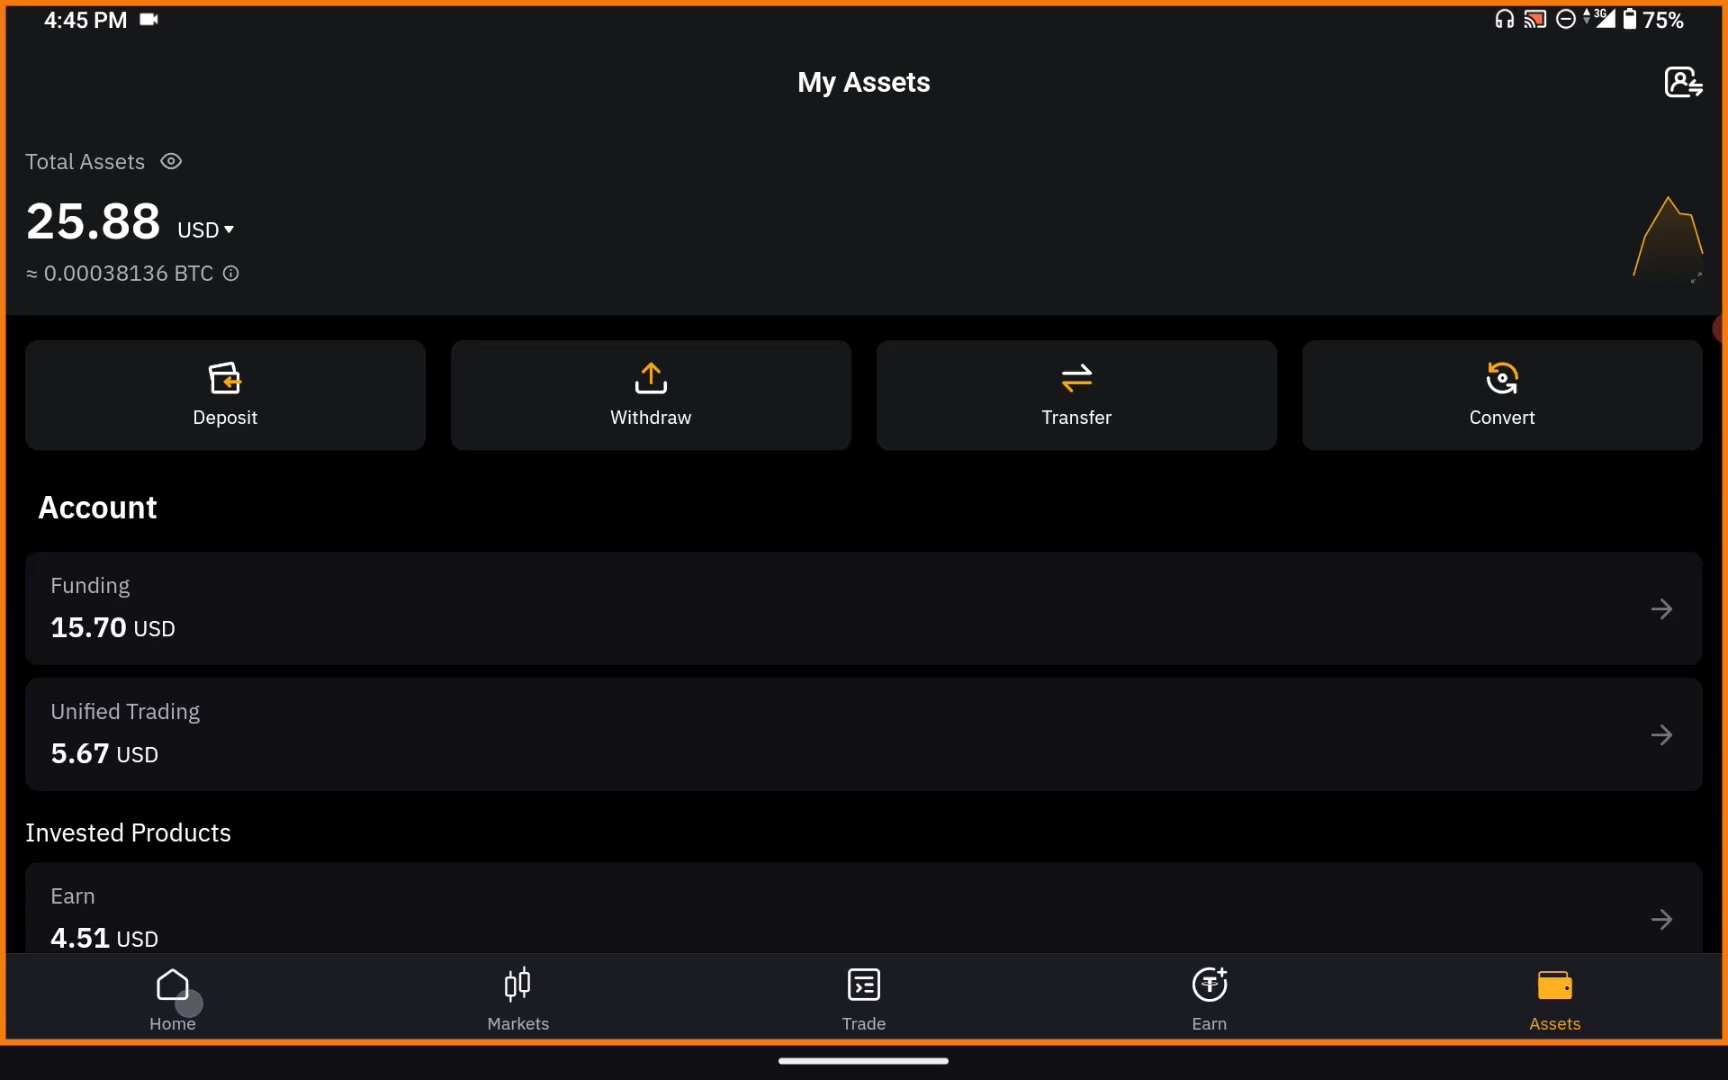 4:45 PM 3G 75%
My Assets
Total Assets
25.88 USD
≈ 0.00038136 BTC
Deposit Withdraw Transfer Convert
Account
Funding
15.70 USD
Unified Trading
5.67 USD
Invested Products
Earn
4.51 USD
Home Markets Trade Earn Assets